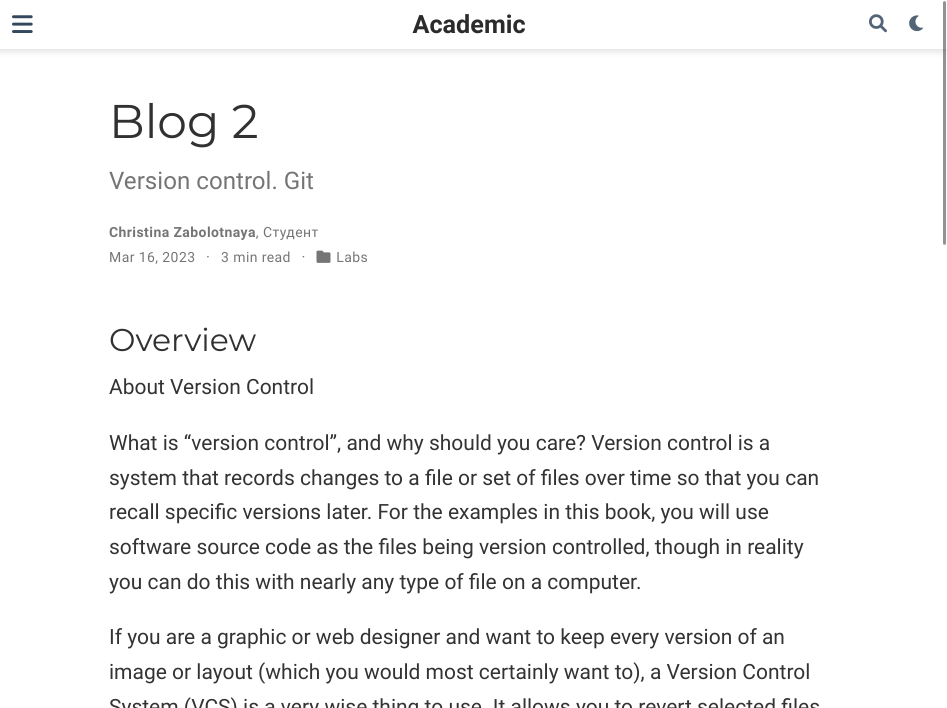 Academic
Blog 2
Version control. Git
Christina Zabolotnaya, Студент
Mar 16, 2023 · 3 min read · Labs
Overview
About Version Control
What is “version control”, and why should you care? Version control is a
system that records changes to a file or set of files over time so that you can
recall specific versions later. For the examples in this book, you will use
software source code as the files being version controlled, though in reality
you can do this with nearly any type of file on a computer.
If you are a graphic or web designer and want to keep every version of an
image or layout (which you would most certainly want to), a Version Control
System (VCS) is a very wise thing to use. It allows you to revert selected files